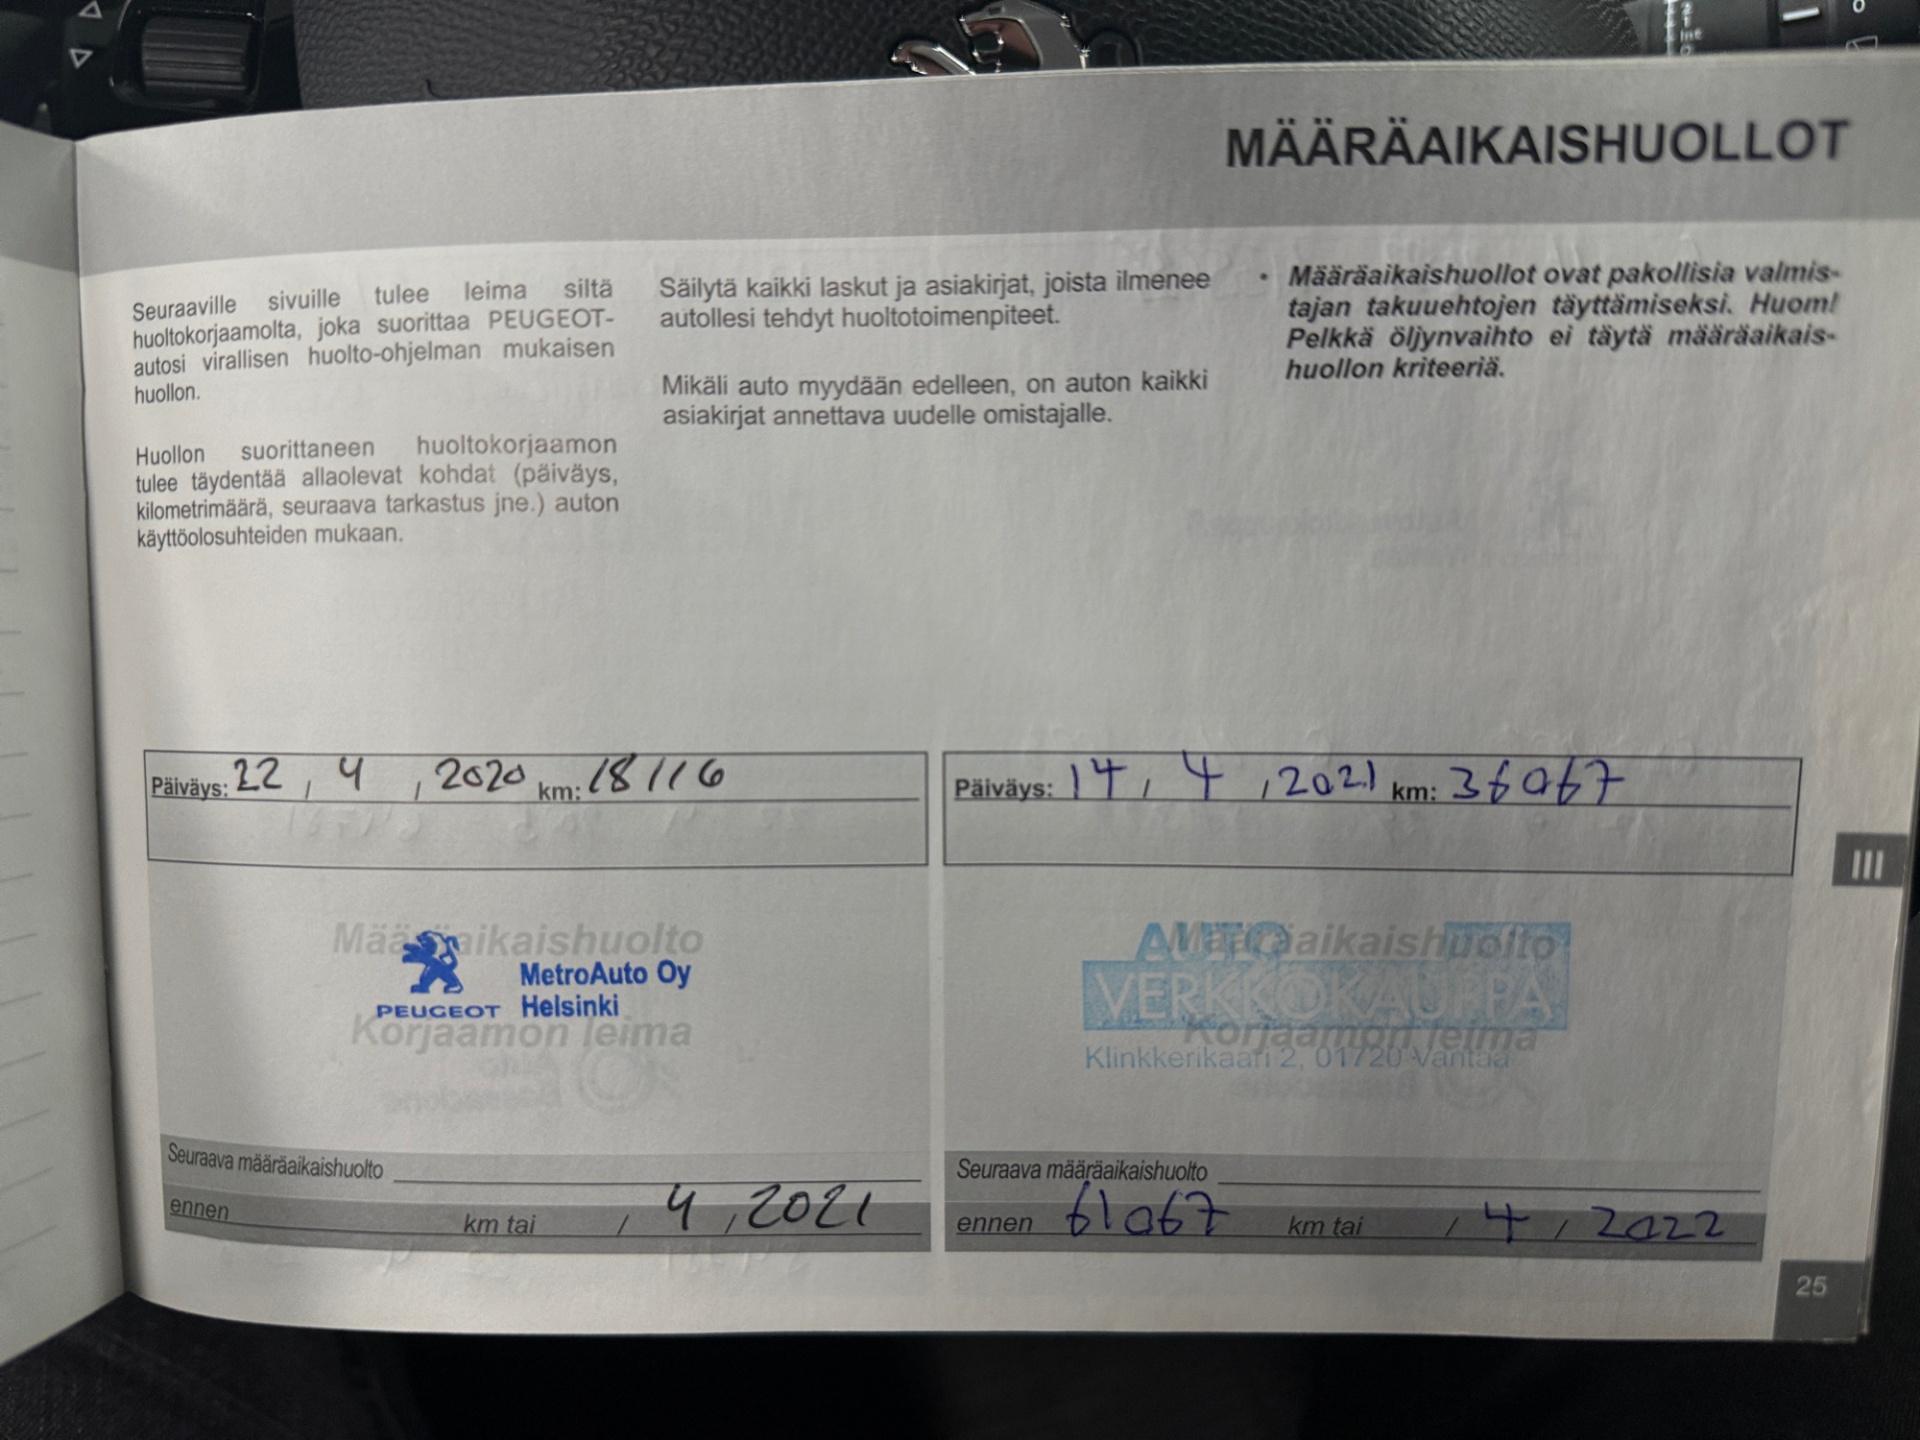 MÄÄRÄAIKAISHUOLLOT
Seuraaville sivuille tulee leima siltä
huoltokorjaamolta, joka suorittaa PEUGEOT-
autosi virallisen huolto-ohjelman mukaisen
huollon.
Huollon suorittaneen huoltokorjaamon
tulee täydentää allaolevat kohdat (päiväys,
kilometrimäärä, seuraava tarkastus jne.) auton
käyttöolosuhteiden mukaan.
Säilytä kaikki laskut ja asiakirjat, joista ilmenee
autollesi tehdyt huoltotoimenpiteet.
Mikäli auto myydään edelleen, on auton kaikki
asiakirjat annettava uudelle omistajalle.
• Määräaikaishuollot ovat pakollisia valmis-
tajan takuuehtojen täyttämiseksi. Huom!
Pelkkä öljynvaihto ei täytä määräaikais-
huollon kriteeriä.
Päiväys: 22 / 4 / 2020 km: 18116
Määräaikaishuolto
MetroAuto Oy
PEUGEOT Helsinki
Korjaamon leima
Seuraava määräaikaishuolto
ennen km tai / 4 / 2021
Päiväys: 14 / 4 / 2021 km: 36067
Määräaikaishuolto
AUTO
VERKKOKAUPPA
Korjaamon leima
Klinkkerikaari 2, 01720 Vantaa
Seuraava määräaikaishuolto
ennen 61067 km tai / 4 / 2022
III
25